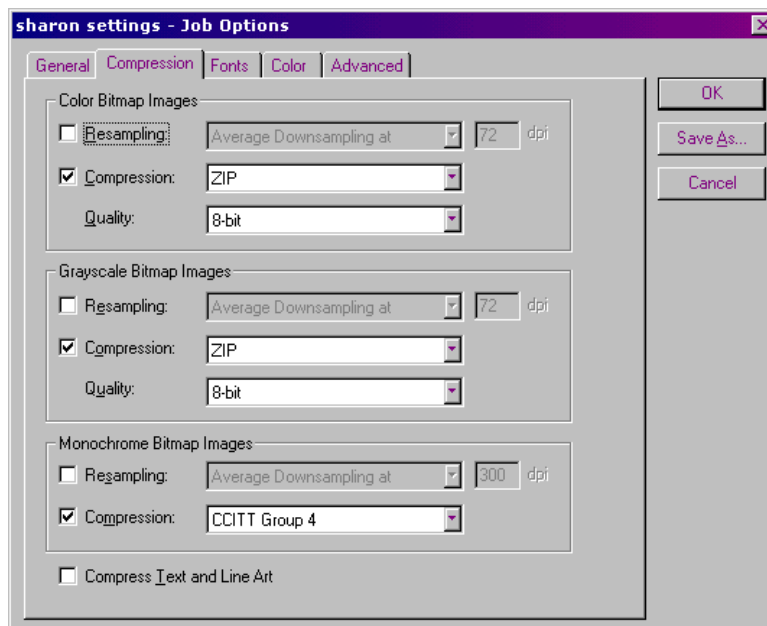 sharon settings - Job Options
General Compression Fonts Color Advanced
OK
Save As...
Cancel
Color Bitmap Images
Resampling: Average Downsampling at 72 dpi
Compression: ZIP
Quality: 8-bit
Grayscale Bitmap Images
Resampling: Average Downsampling at 72 dpi
Compression: ZIP
Quality: 8-bit
Monochrome Bitmap Images
Resampling: Average Downsampling at 300 dpi
Compression: CCITT Group 4
Compress Text and Line Art